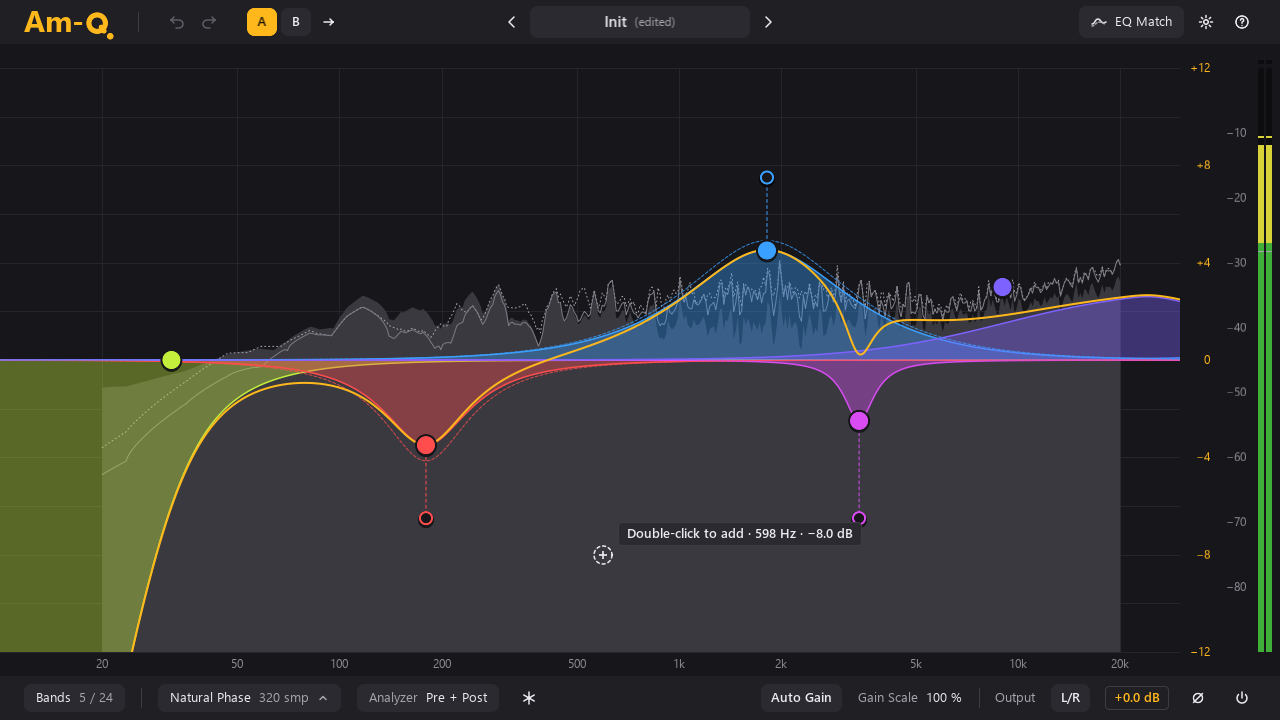 Am-Q
A B
Init (edited)
EQ Match
+12
−10
+8
−20
+4
−30
−40
0
−50
−4
−60
−70
Double-click to add · 598 Hz · −8.0 dB
−8
−80
−12
20 50 100 200 500 1k 2k 5k 10k 20k
Bands 5 / 24
Natural Phase 320 smp
Analyzer Pre + Post
Auto Gain
Gain Scale 100 %
Output L/R
+0.0 dB